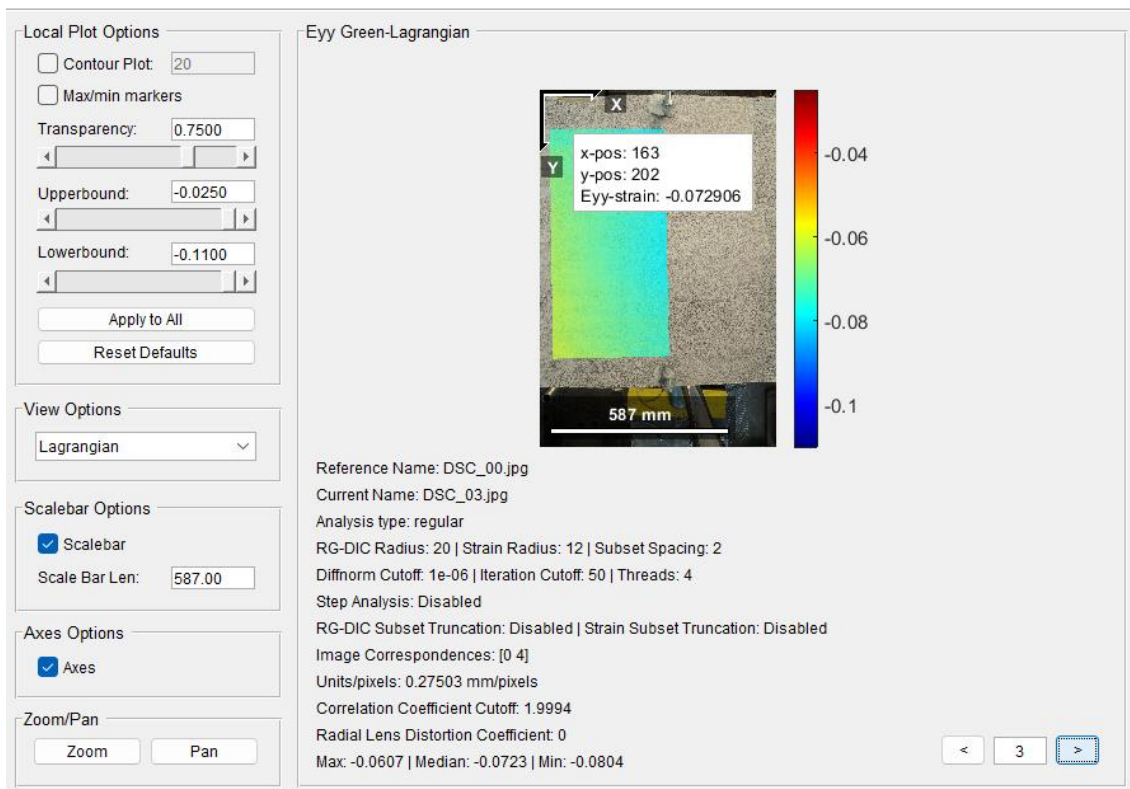 Local Plot Options
Contour Plot: 20
Max/min markers
Transparency: 0.7500
Upperbound: -0.0250
Lowerbound: -0.1100
Apply to All
Reset Defaults
View Options
Lagrangian
Scalebar Options
Scalebar
Scale Bar Len: 587.00
Axes Options
Axes
Zoom/Pan
Zoom Pan
Eyy Green-Lagrangian
X
Y
x-pos: 163
y-pos: 202
Eyy-strain: -0.072906
587 mm
-0.04
-0.06
-0.08
-0.1
Reference Name: DSC_00.jpg
Current Name: DSC_03.jpg
Analysis type: regular
RG-DIC Radius: 20 | Strain Radius: 12 | Subset Spacing: 2
Diffnorm Cutoff: 1e-06 | Iteration Cutoff: 50 | Threads: 4
Step Analysis: Disabled
RG-DIC Subset Truncation: Disabled | Strain Subset Truncation: Disabled
Image Correspondences: [0 4]
Units/pixels: 0.27503 mm/pixels
Correlation Coefficient Cutoff: 1.9994
Radial Lens Distortion Coefficient: 0
Max: -0.0607 | Median: -0.0723 | Min: -0.0804
< 3 >